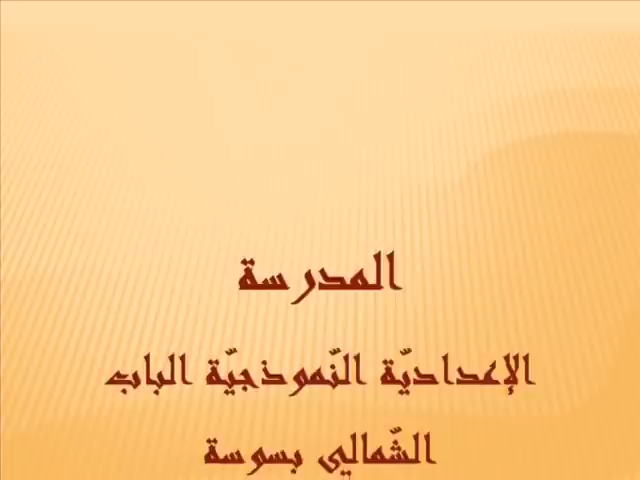 المدرسة
الإعداديّة النّموذجيّة الباب
الشّمالي بسوسة